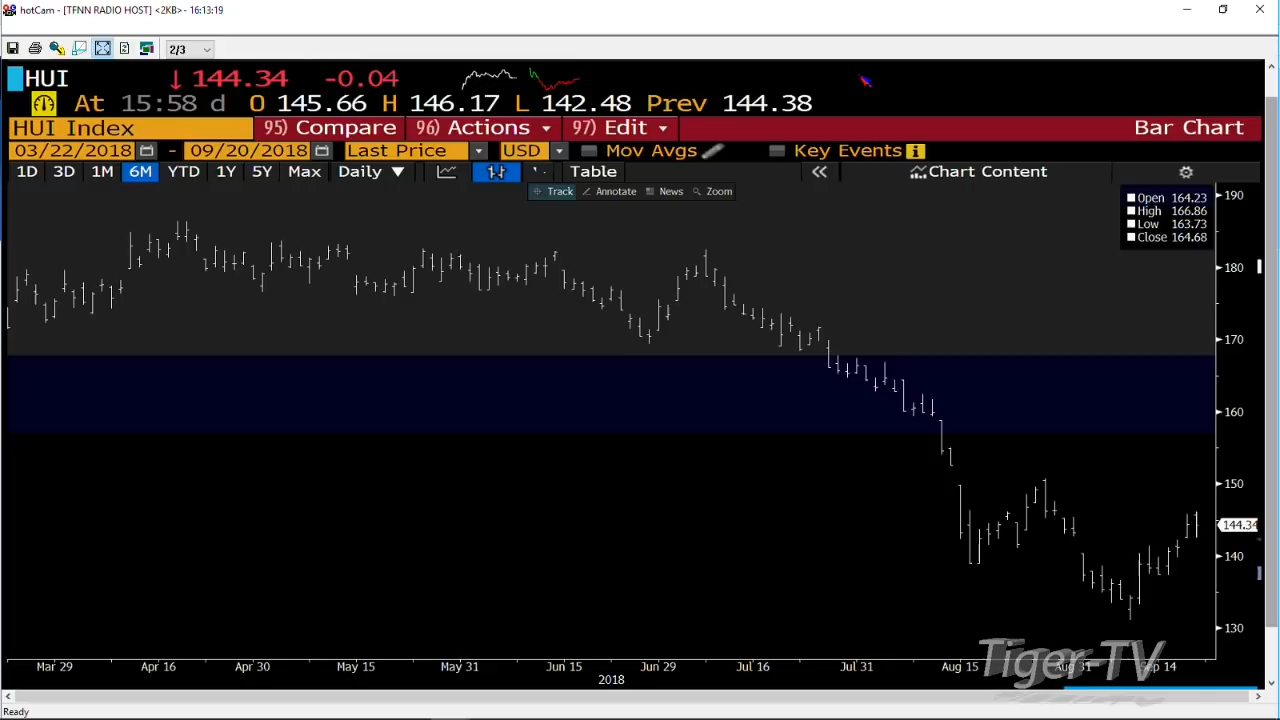 hotCam - [TFNN RADIO HOST] <2KB> - 16:13:19
2/3
HUI ↓ 144.34 -0.04
At 15:58 d O 145.66 H 146.17 L 142.48 Prev 144.38
HUI Index 95) Compare 96) Actions 97) Edit Bar Chart
03/22/2018 - 09/20/2018 Last Price USD Mov Avgs Key Events
1D 3D 1M 6M YTD 1Y 5Y Max Daily Table « Chart Content
Track Annotate News Zoom
Open 164.23
High 166.86
Low 163.73
Close 164.68
190
180
170
160
150
144.34
140
130
Mar 29 Apr 16 Apr 30 May 15 May 31 Jun 15 Jun 29 Jul 16 Jul 31 Aug 15 Aug 31 Sep 14
2018
Tiger-TV
Ready